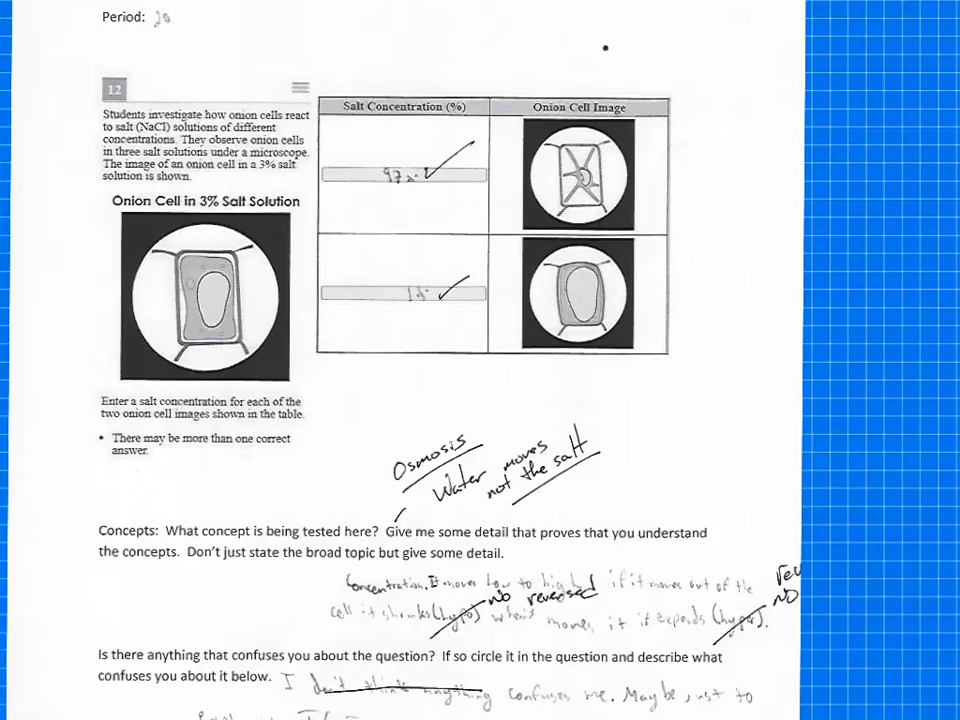 Period: 20
12
Students investigate how onion cells react
to salt (NaCl) solutions of different
concentrations. They observe onion cells
in three salt solutions under a microscope.
The image of an onion cell in a 3% salt
solution is shown.
Onion Cell in 3% Salt Solution
Salt Concentration (%)
Onion Cell Image
97%
Enter a salt concentration for each of the
two onion cell images shown in the table.
• There may be more than one correct
answer.
Osmosis
Water moves
not the salt
Concepts: What concept is being tested here? Give me some detail that proves that you understand
the concepts. Don't just state the broad topic but give some detail.
Concentration. It moves low to high if it moves out of the
cell it shrinks (hypo) when it moves it it expands (hyper).
No reversed
NO
Is there anything that confuses you about the question? If so circle it in the question and describe what
confuses you about it below. I don't think anything confuses me. Maybe just to